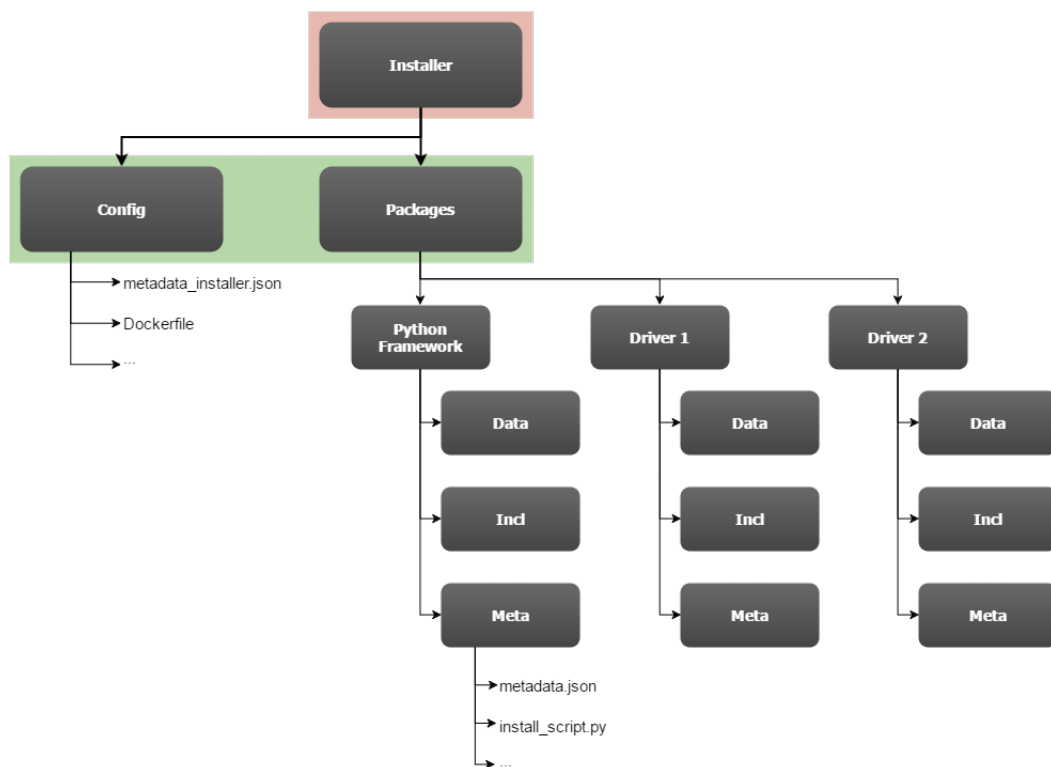 Installer
Config
Packages
metadata_installer.json
Dockerfile
...
Python
Framework
Driver 1
Driver 2
Data
Data
Data
Incl
Incl
Incl
Meta
Meta
Meta
metadata.json
install_script.py
...